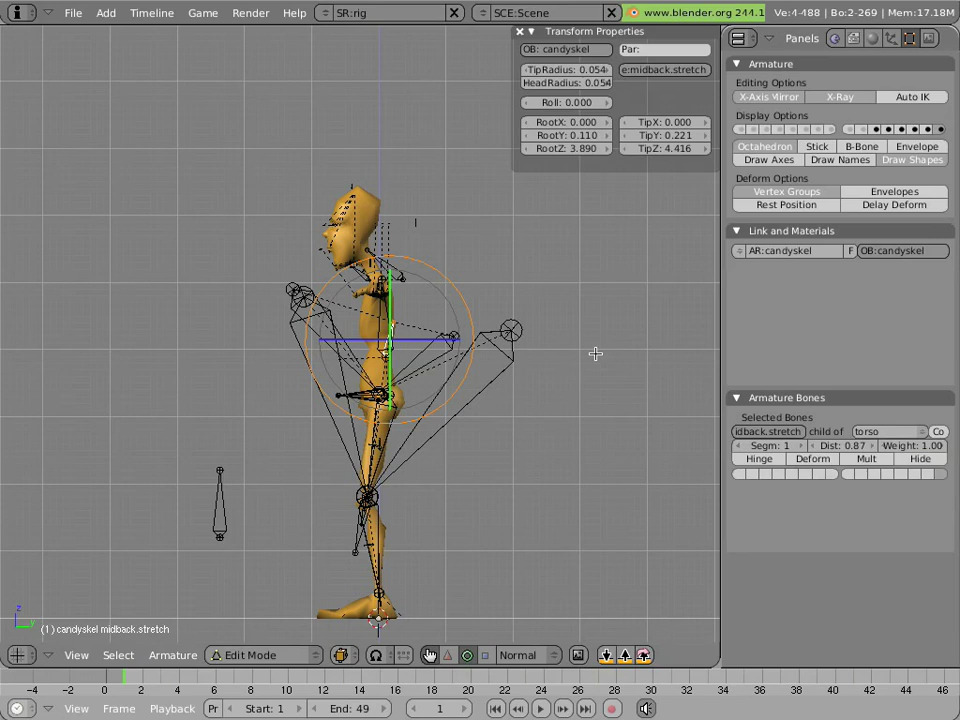 File Add Timeline Game Render Help SR:rig SCE:Scene www.blender.org 244.1 Ve:4-488 | Bo:2-269 | Mem:17.18M
Transform Properties
OB: candyskel Par:
TipRadius: 0.054 e:midback.stretch
HeadRadius: 0.054
Roll: 0.000
RootX: 0.000 TipX: 0.000
RootY: 0.110 TipY: 0.221
RootZ: 3.890 TipZ: 4.416
Panels
Armature
Editing Options
X-Axis Mirror X-Ray Auto IK
Display Options
Octahedron Stick B-Bone Envelope
Draw Axes Draw Names Draw Shapes
Deform Options
Vertex Groups Envelopes
Rest Position Delay Deform
Link and Materials
AR:candyskel F OB:candyskel
Armature Bones
Selected Bones
idback.stretch child of torso Co
Segm: 1 Dist: 0.87 Weight: 1.00
Hinge Deform Mult Hide
z
y
(1) candyskel midback.stretch
View Select Armature Edit Mode Normal
-4 -2 0 2 4 6 8 10 12 14 16 18 20 22 24 26 28 30 32 34 36 38 40 42 44 46
View Frame Playback Pr Start: 1 End: 49 1